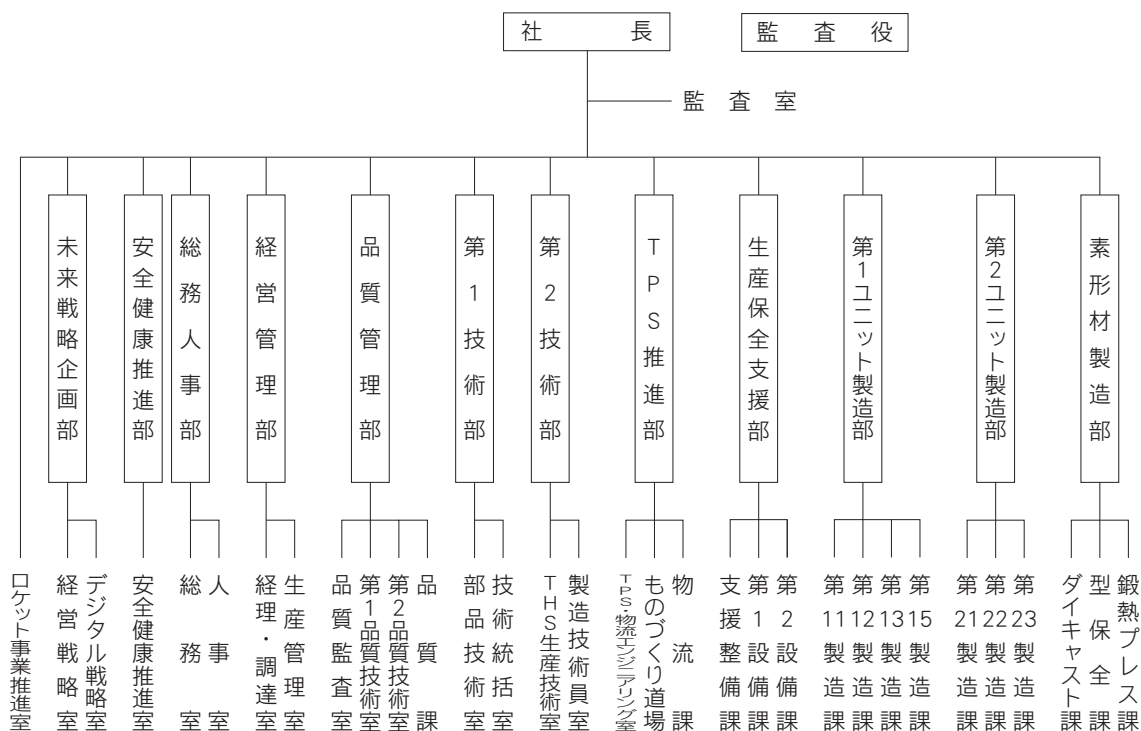 社長
監査役
監査室
未来戦略企画部
安全健康推進部
総務人事部
経営管理部
品質管理部
第1技術部
第2技術部
TPS推進部
生産保全支援部
第1ユニット製造部
第2ユニット製造部
素形材製造部
ロケット事業推進室
経営戦略室
デジタル戦略室
安全健康推進室
総務室
人事室
経理・調達室
生産管理室
品質監査室
第1品質技術室
第2品質技術室
品質課
部品技術室
技術統括室
THS生産技術室
製造技術員室
TPS・物流エンジニアリング室
ものづくり道場
物流課
支援整備課
第1設備課
第2設備課
第11製造課
第12製造課
第13製造課
第15製造課
第21製造課
第22製造課
第23製造課
ダイキャスト課
型保全課
鍛熱プレス課